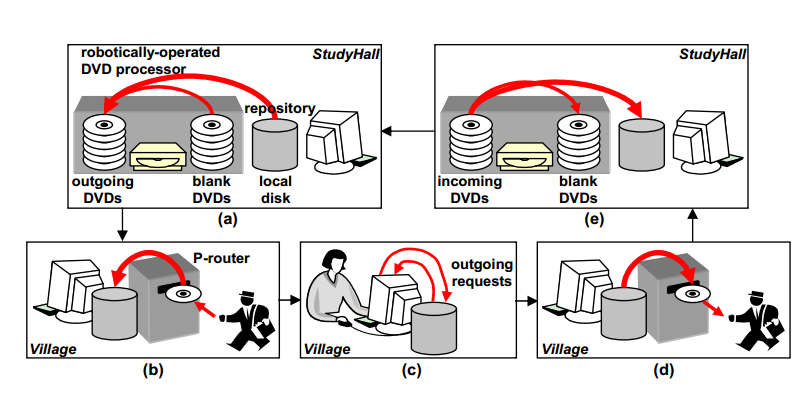 robotically-operated
DVD processor
StudyHall
repository
outgoing
DVDs
blank
DVDs
local
disk
(a)
StudyHall
incoming
DVDs
blank
DVDs
(e)
P-router
Village
(b)
outgoing
requests
Village
(c)
Village
(d)